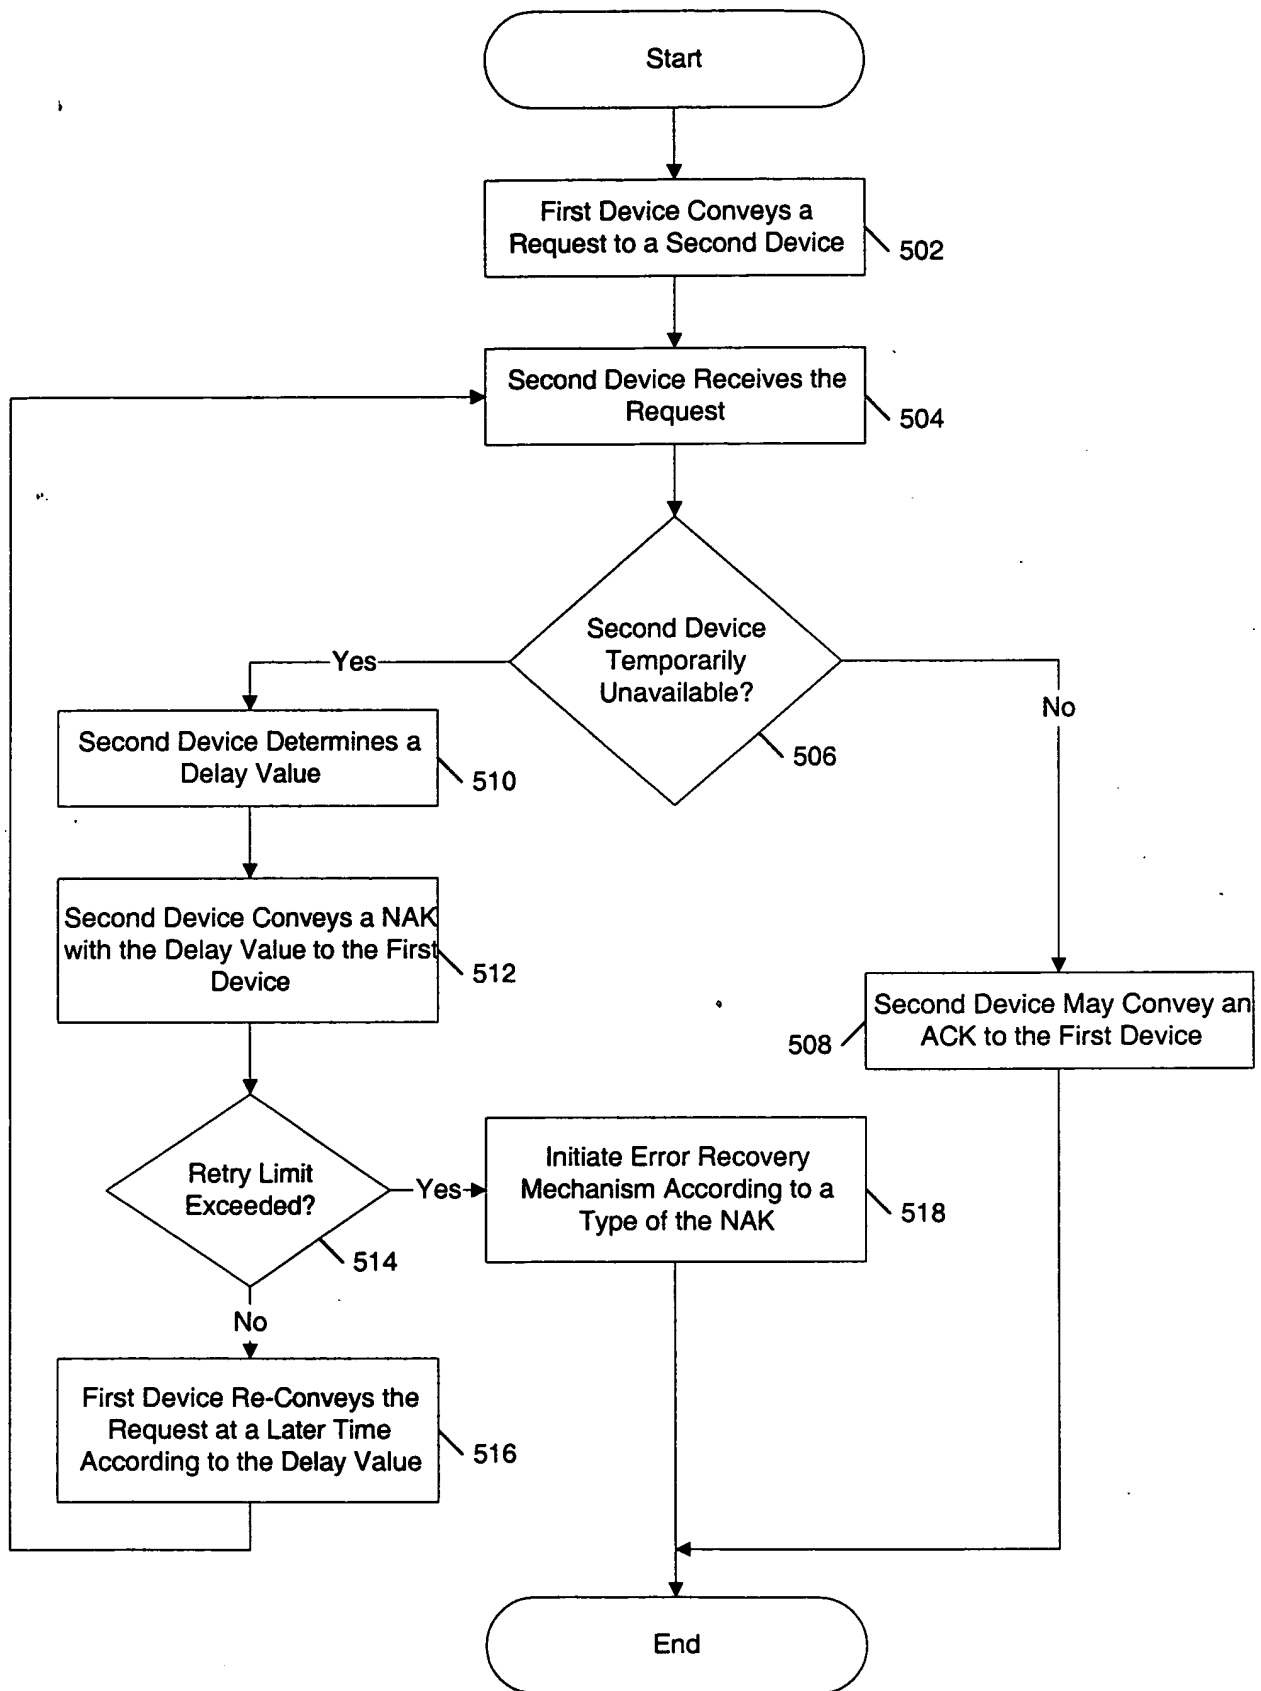 Start
First Device Conveys a
Request to a Second Device
502
Second Device Receives the
Request
504
Second Device
Temporarily
Unavailable?
506
Yes
No
Second Device Determines a
Delay Value
510
Second Device Conveys a NAK
with the Delay Value to the First
Device
512
Second Device May Convey an
ACK to the First Device
508
Retry Limit
Exceeded?
514
Yes
Initiate Error Recovery
Mechanism According to a
Type of the NAK
518
No
First Device Re-Conveys the
Request at a Later Time
According to the Delay Value
516
End